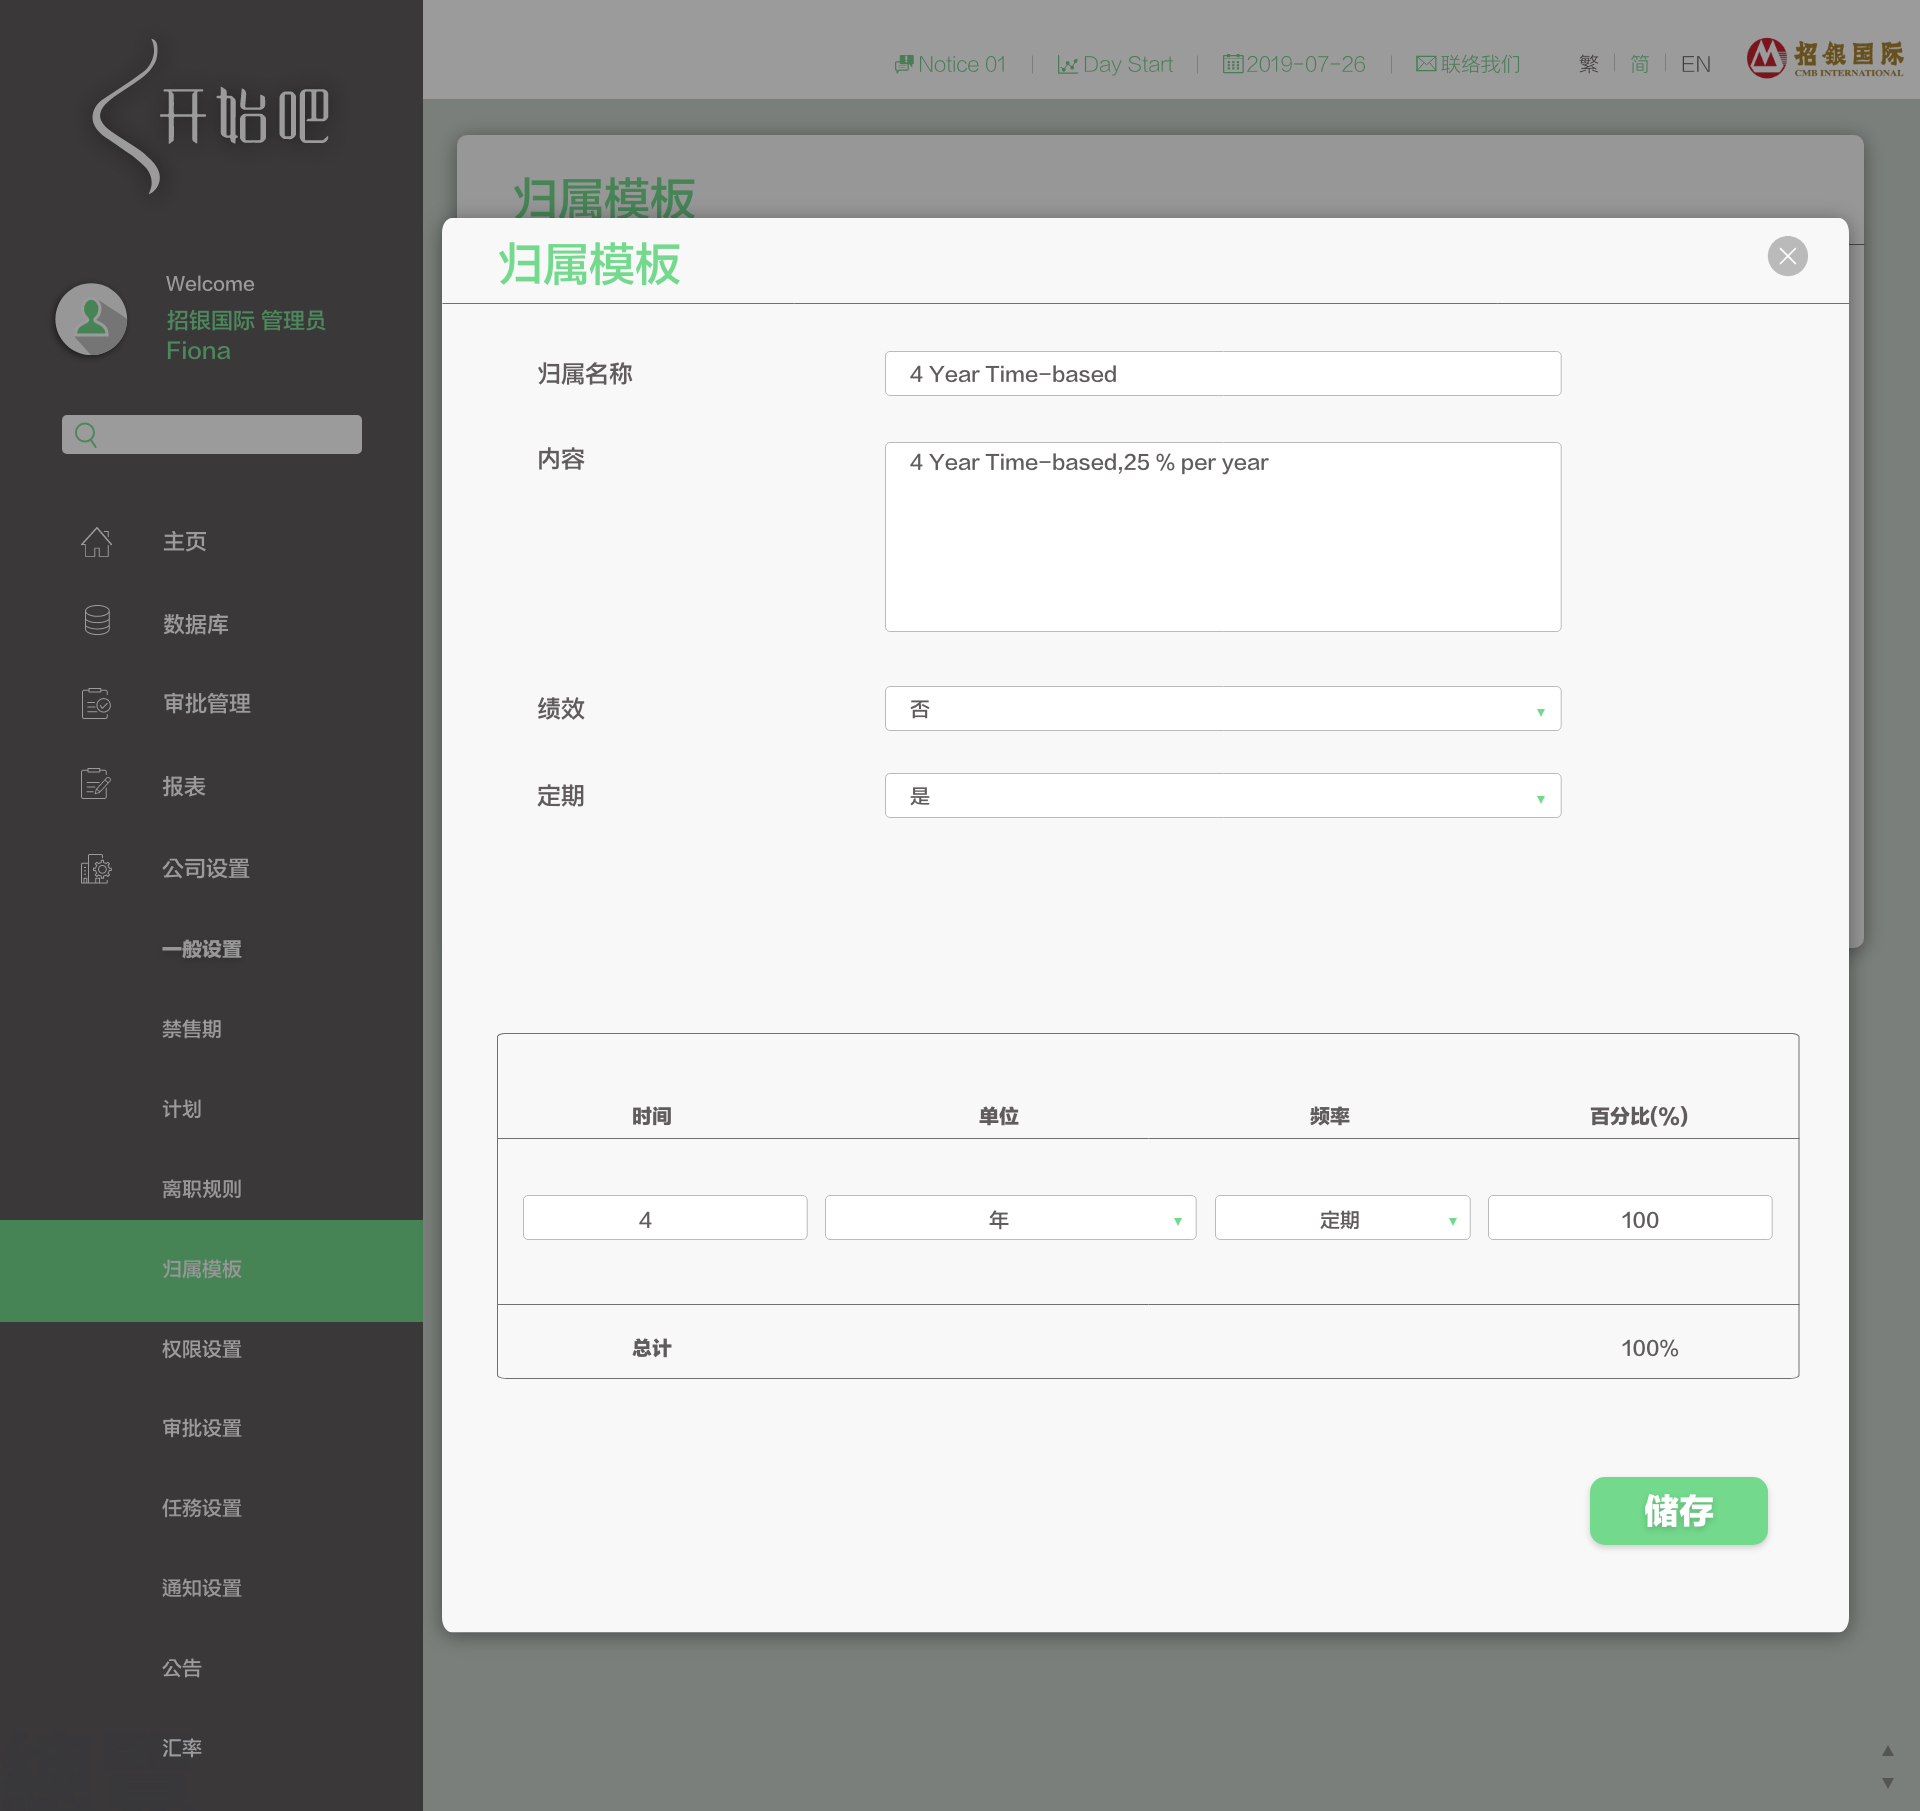 开始吧
Notice 01
Day Start
2019-07-26
联络我们
繁
简
EN
招银国际
CMB INTERNATIONAL
Welcome
招银国际 管理员
Fiona
主页
数据库
审批管理
报表
公司设置
一般设置
禁售期
计划
离职规则
归属模板
权限设置
审批设置
任務设置
通知设置
公告
汇率
归属模板
归属模板
归属名称
4 Year Time-based
内容
4 Year Time-based,25 % per year
绩效
否
定期
是
时间 单位 频率 百分比(%)
4 年 定期 100
总计 100%
储存